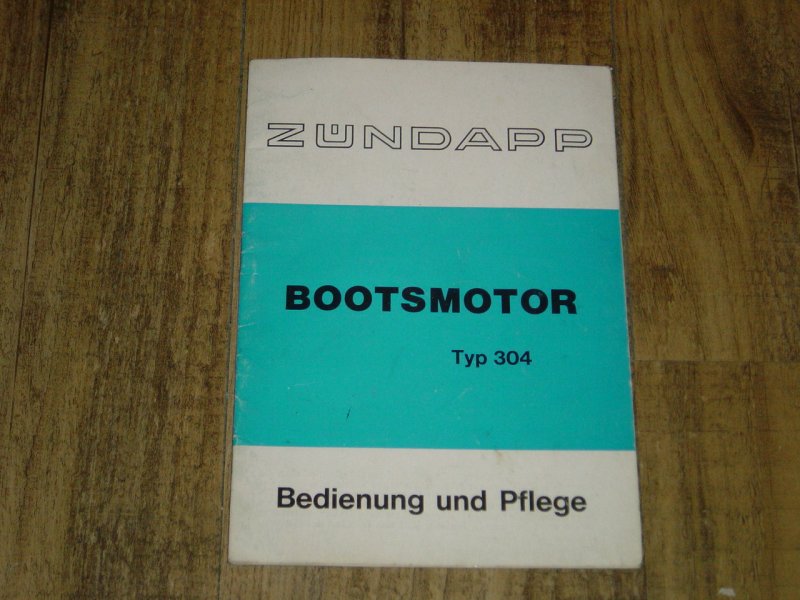 ZÜNDAPP
BOOTSMOTOR
Typ 304
Bedienung und Pflege